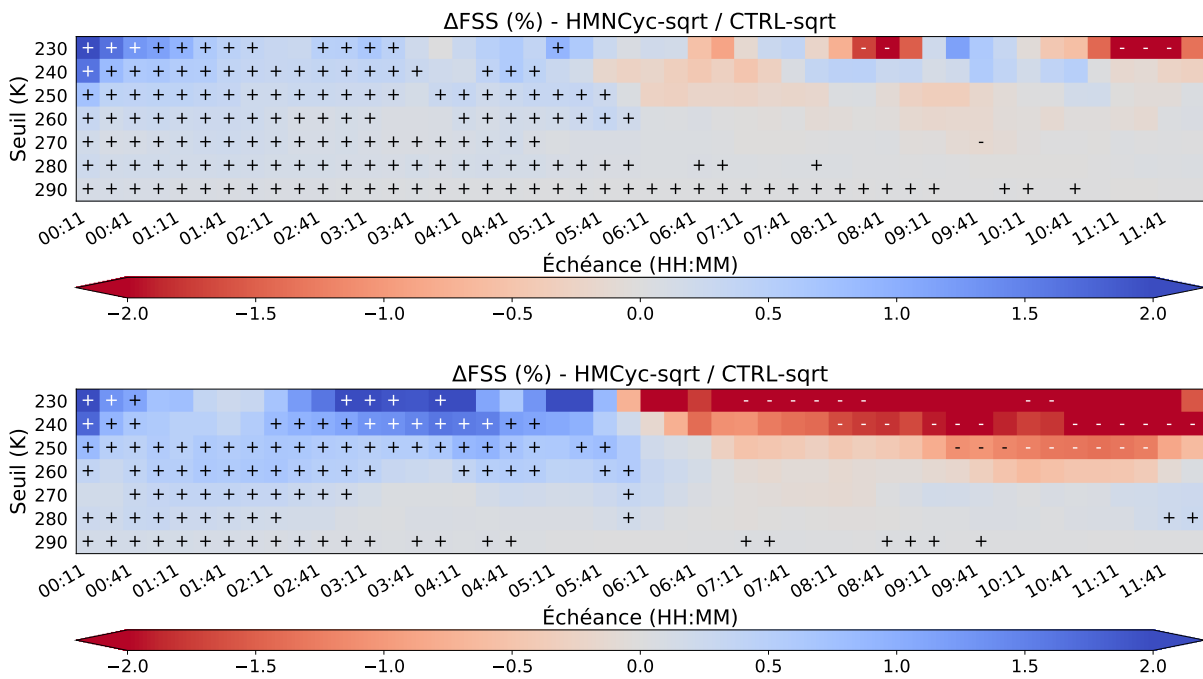 ΔFSS (%) - HMNCyc-sqrt / CTRL-sqrt
Seuil (K)
230
240
250
260
270
280
290
00:11 00:41 01:11 01:41 02:11 02:41 03:11 03:41 04:11 04:41 05:11 05:41 06:11 06:41 07:11 07:41 08:11 08:41 09:11 09:41 10:11 10:41 11:11 11:41
Échéance (HH:MM)
−2.0 −1.5 −1.0 −0.5 0.0 0.5 1.0 1.5 2.0
ΔFSS (%) - HMCyc-sqrt / CTRL-sqrt
Seuil (K)
230
240
250
260
270
280
290
00:11 00:41 01:11 01:41 02:11 02:41 03:11 03:41 04:11 04:41 05:11 05:41 06:11 06:41 07:11 07:41 08:11 08:41 09:11 09:41 10:11 10:41 11:11 11:41
Échéance (HH:MM)
−2.0 −1.5 −1.0 −0.5 0.0 0.5 1.0 1.5 2.0